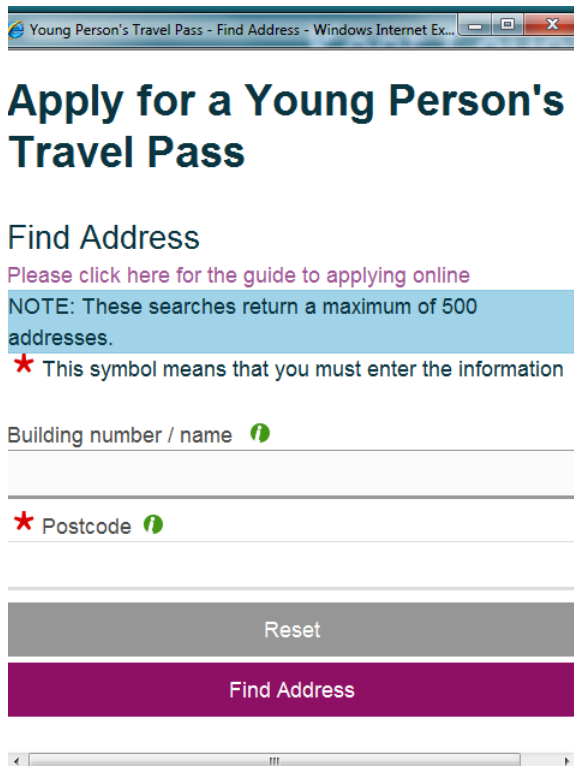 Young Person's Travel Pass - Find Address - Windows Internet Ex...
Apply for a Young Person's
Travel Pass
Find Address
Please click here for the guide to applying online
NOTE: These searches return a maximum of 500
addresses.
* This symbol means that you must enter the information
Building number / name i
* Postcode i
Reset
Find Address